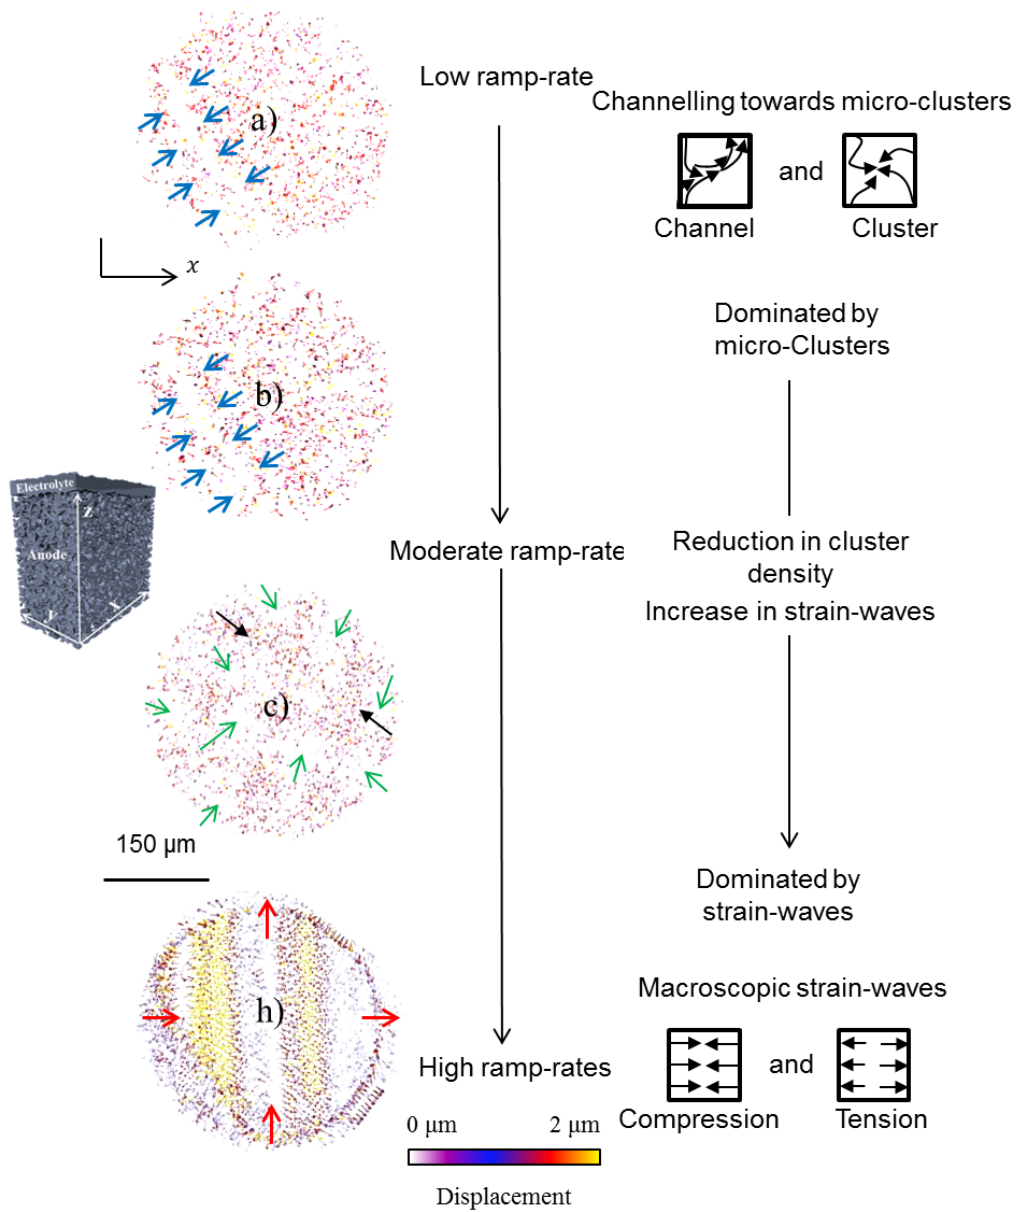 Low ramp-rate
Channelling towards micro-clusters
a)
and
Channel
Cluster
x
Dominated by
micro-Clusters
b)
Electrolyte
Z
Anode
Y
X
Moderate ramp-rate
Reduction in cluster
density
Increase in strain-waves
c)
150 µm
Dominated by
strain-waves
Macroscopic strain-waves
h)
High ramp-rates
and
Compression
Tension
0 µm
2 µm
Displacement